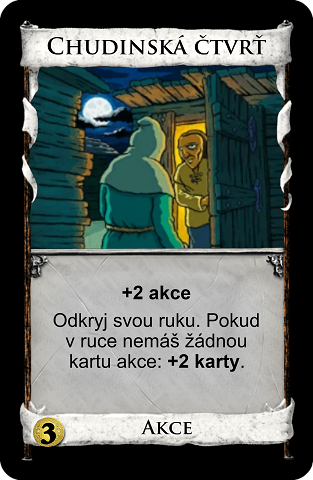 Chudinská čtvrť
+2 akce
Odkryj svou ruku. Pokud
v ruce nemáš žádnou
kartu akce: +2 karty.
3
Akce